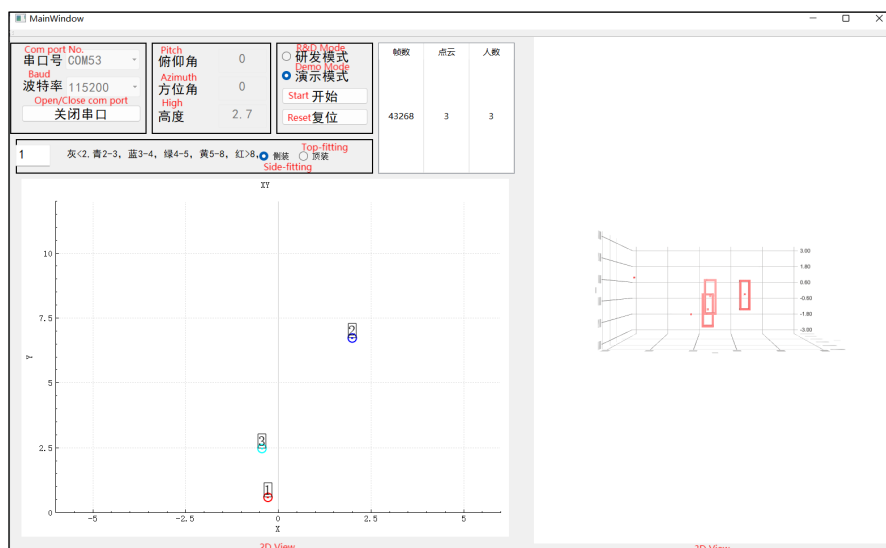 MainWindow
Com port No.
串口号 COM53
Baud
波特率 115200
Open/Close com port
关闭串口
Pitch
俯仰角 0
Azimuth
方位角 0
High
高度 2.7
R&D Mode
研发模式
Demo Mode
演示模式
Start 开始
Reset 复位
帧数 点云 人数
43268 3 3
1 灰<2,青2-3, 蓝3-4, 绿4-5, 黄5-8, 红>8,
Top-fitting
侧装 顶装
Side-fitting
XY
10
7.5
5
2.5
0
Y
2
3
1
-5 -2.5 0 2.5 5
X
3.00
1.80
0.60
-0.60
-1.80
-3.00